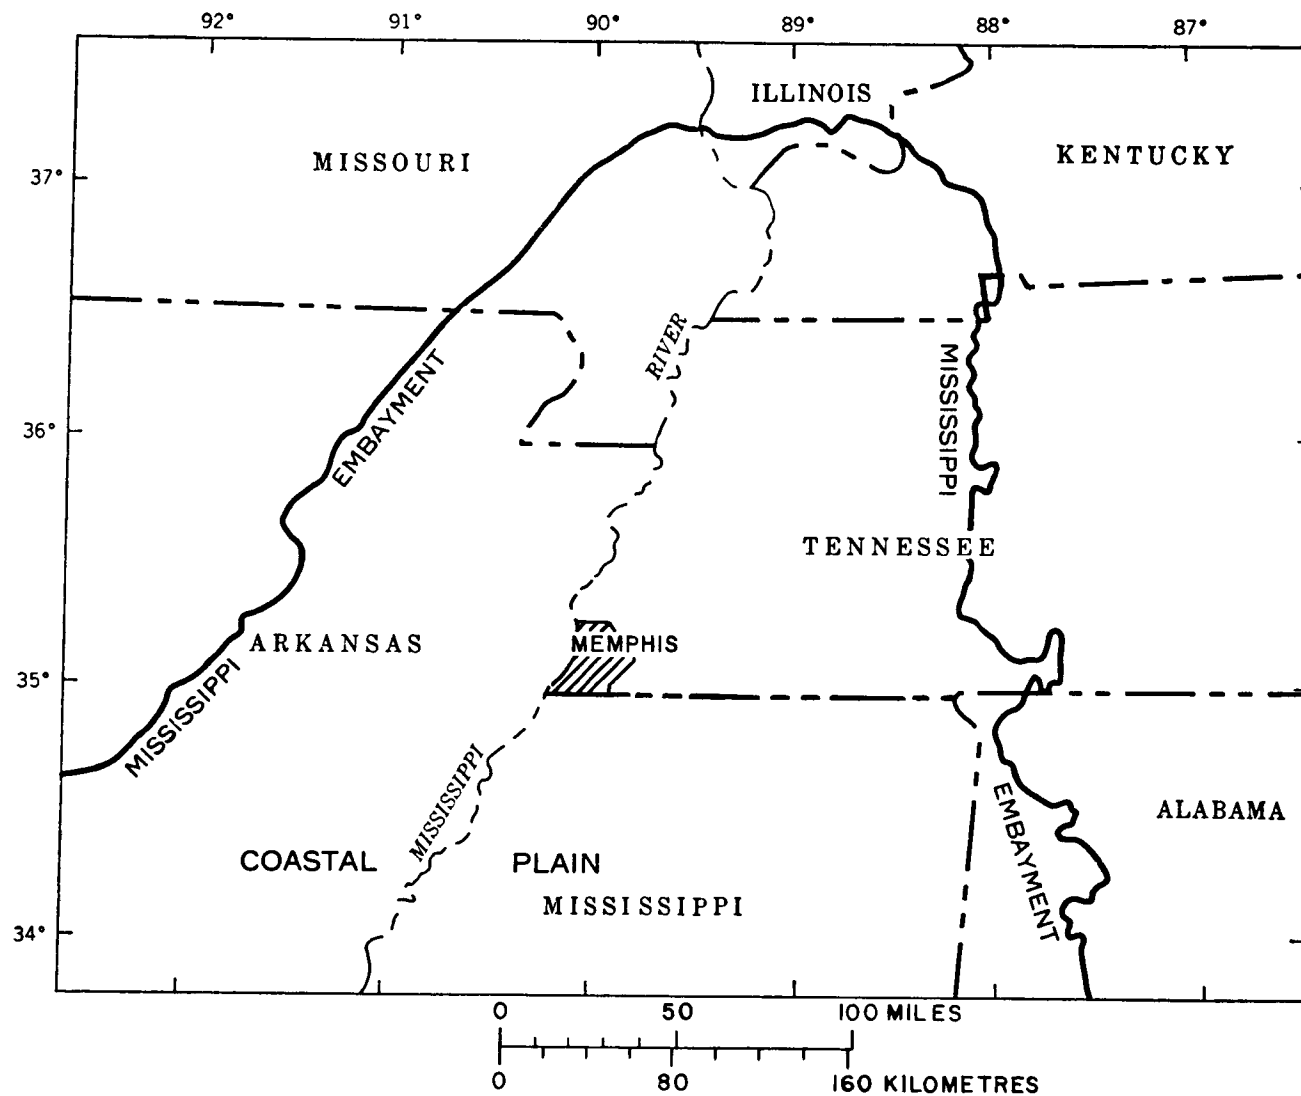 92° 91° 90° 89° 88° 87°
ILLINOIS
MISSOURI
KENTUCKY
37°
RIVER
MISSISSIPPI
EMBAYMENT
36°
TENNESSEE
ARKANSAS
MEMPHIS
35°
MISSISSIPPI
MISSISSIPPI
EMBAYMENT
ALABAMA
COASTAL PLAIN
MISSISSIPPI
34°
0 50 100 MILES
0 80 160 KILOMETRES